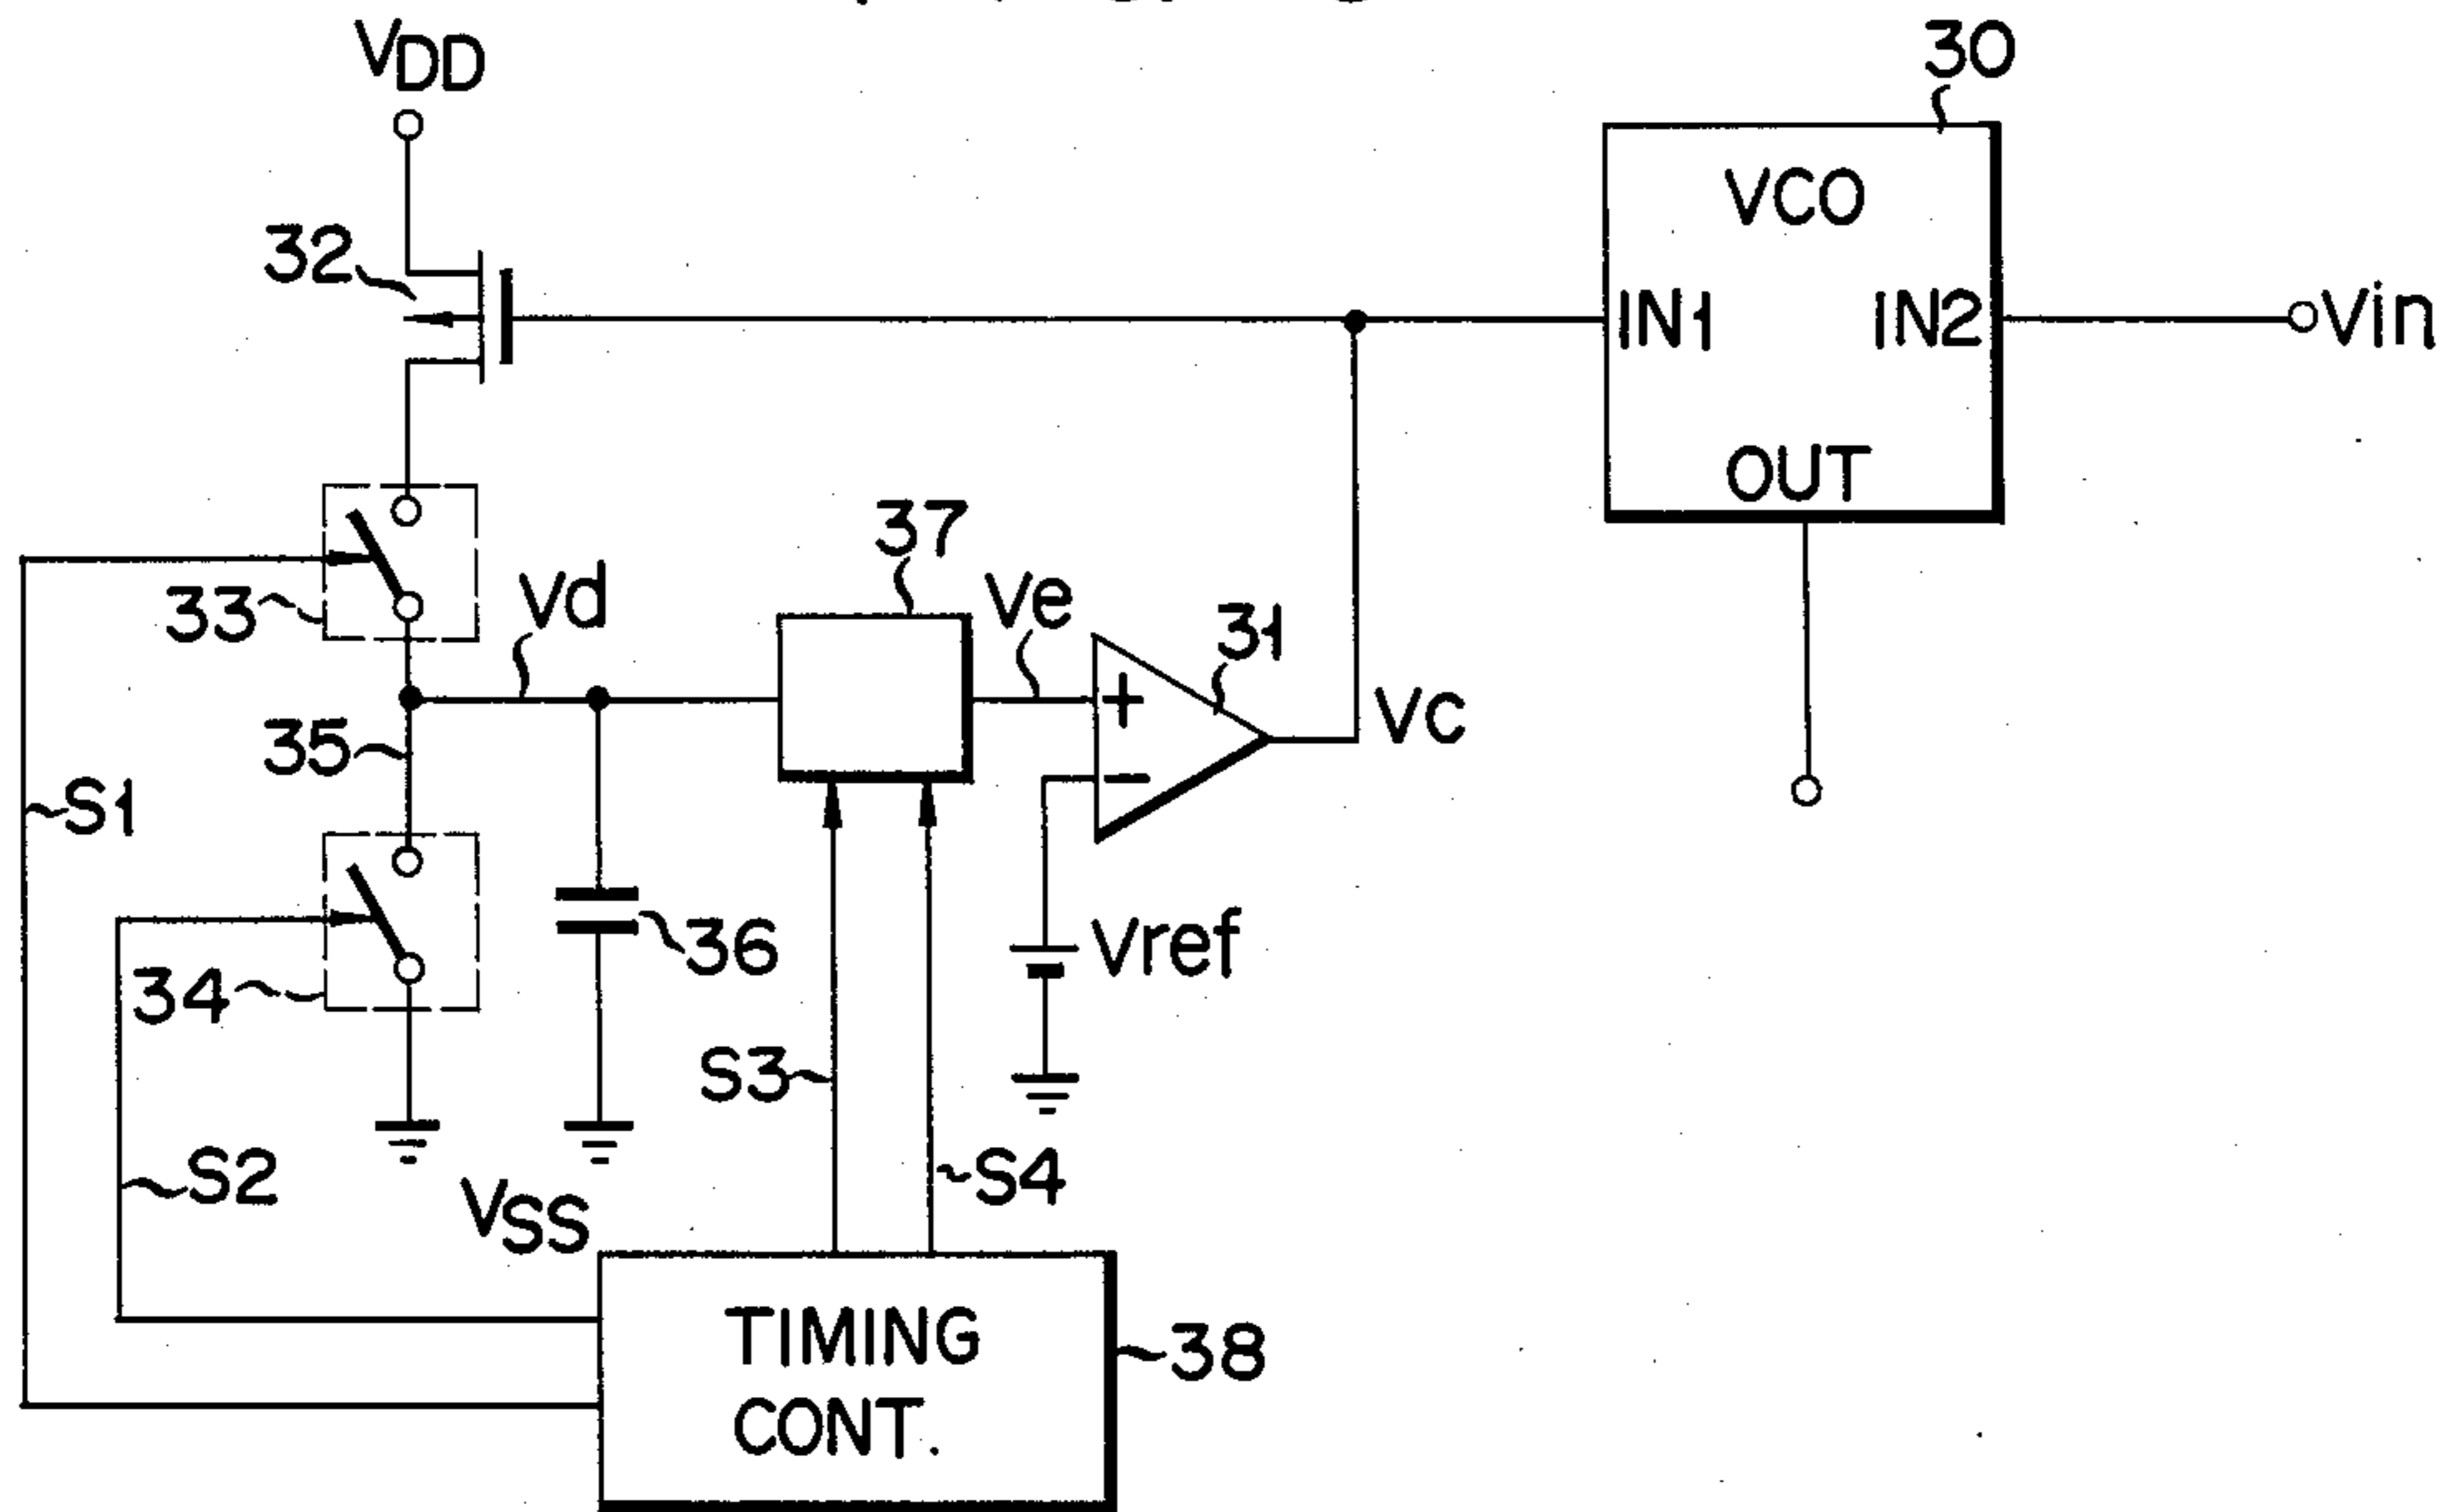 VDD
30
VCO
32
IN1 IN2 Vin
OUT
37
33 Vd Ve 31
35 Vc
S1
36 Vref
34
S3
S2 S4
VSS
TIMING
CONT.
38